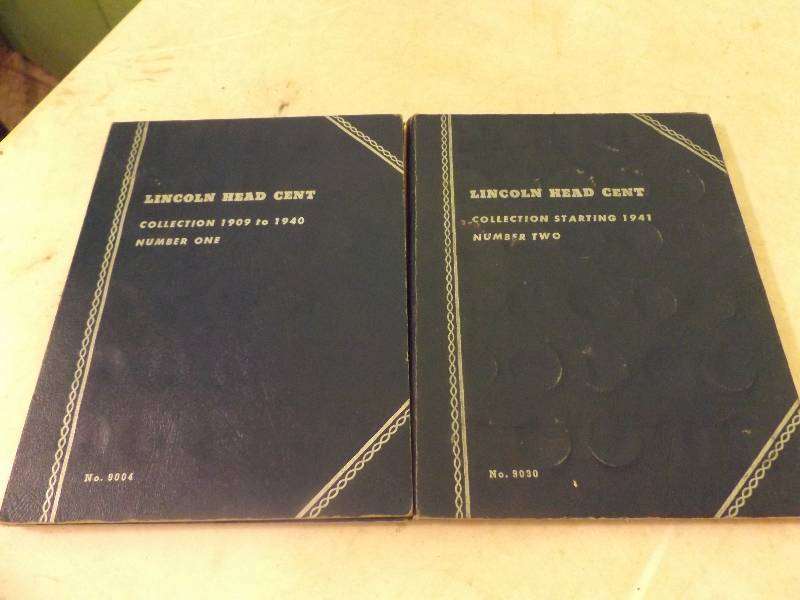 LINCOLN HEAD CENT
COLLECTION 1909 to 1940
NUMBER ONE
No. 9004
LINCOLN HEAD CENT
COLLECTION STARTING 1941
NUMBER TWO
No. 9030